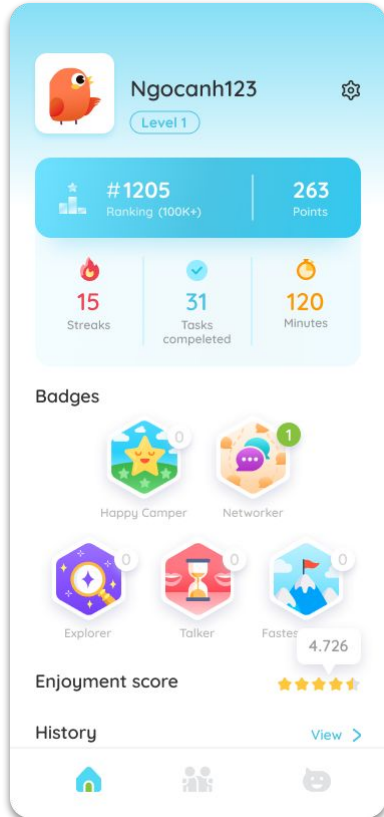 Ngocanh123
Level 1
#1205
Ranking (100K+)
263
Points
15
Streaks
31
Tasks
compeleted
120
Minutes
Badges
0
Happy Camper
1
Networker
0
Explorer
0
Talker
0
4.726
Enjoyment score
History
View >